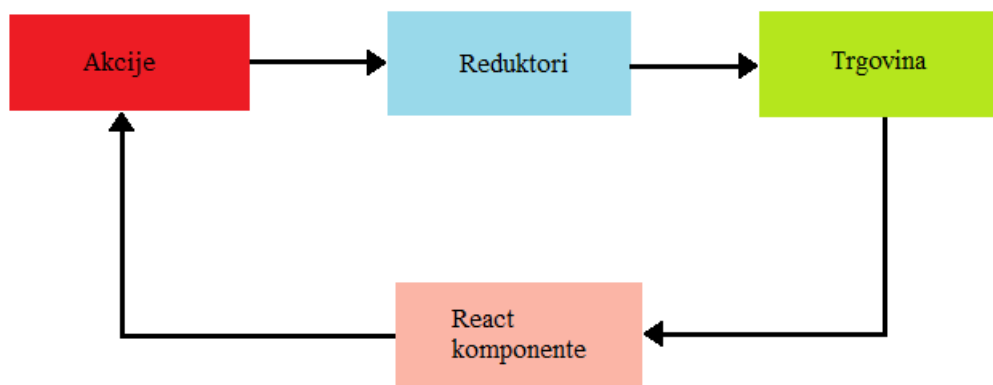 Akcije
Reduktori
Trgovina
React
komponente